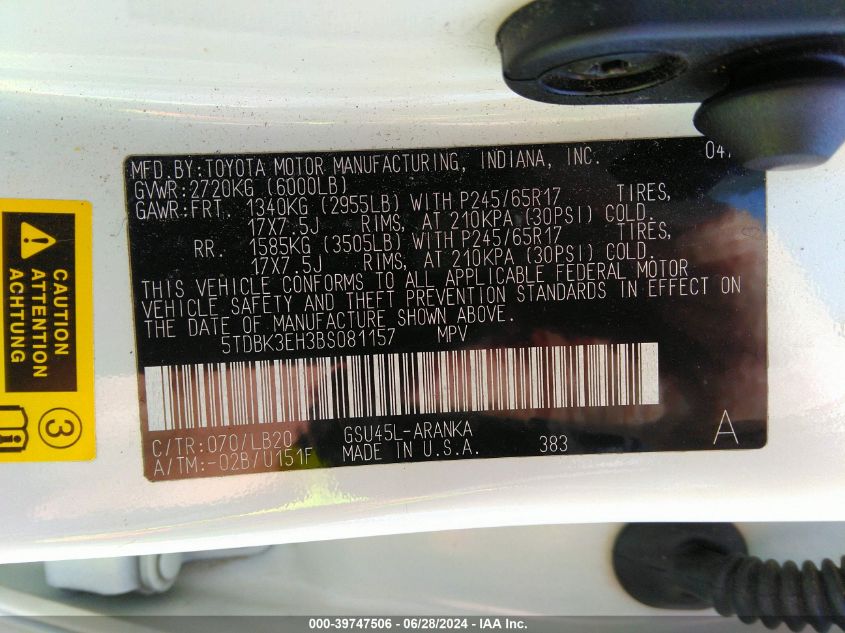 MFD.BY:TOYOTA MOTOR MANUFACTURING, INDIANA, INC.
GVWR:2720KG (6000LB)
GAWR:FRT. 1340KG (2955LB) WITH P245/65R17 TIRES,
17X7.5J RIMS, AT 210KPA (30PSI) COLD.
RR. 1585KG (3505LB) WITH P245/65R17 TIRES,
17X7.5J RIMS, AT 210KPA (30PSI) COLD.
THIS VEHICLE CONFORMS TO ALL APPLICABLE FEDERAL MOTOR
VEHICLE SAFETY AND THEFT PREVENTION STANDARDS IN EFFECT ON
THE DATE OF MANUFACTURE SHOWN ABOVE.
5TDBK3EH3BS081157 MPV
C/TR:070/LB20 GSU45L-ARANKA
A/TM:-02B/U151F MADE IN U.S.A. 383
A
CAUTION
ATTENTION
ACHTUNG
3
000-39747506 - 06/28/2024 - IAA Inc.